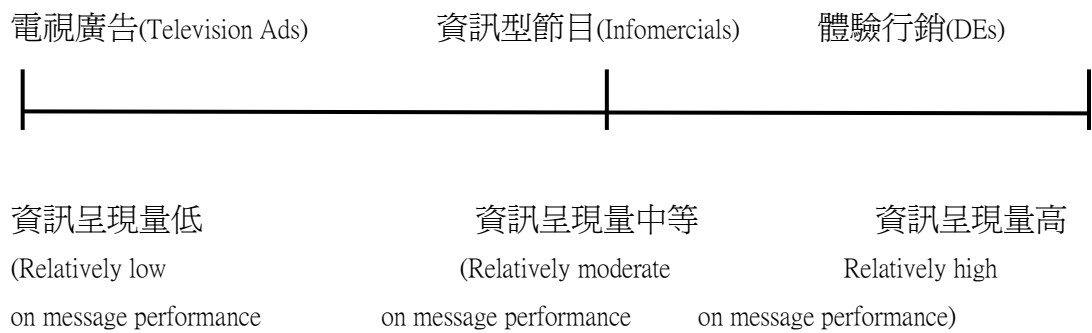 電視廣告(Television Ads) 資訊型節目(Infomercials) 體驗行銷(DEs)
資訊呈現量低 資訊呈現量中等 資訊呈現量高
(Relatively low (Relatively moderate Relatively high
on message performance on message performance on message performance)